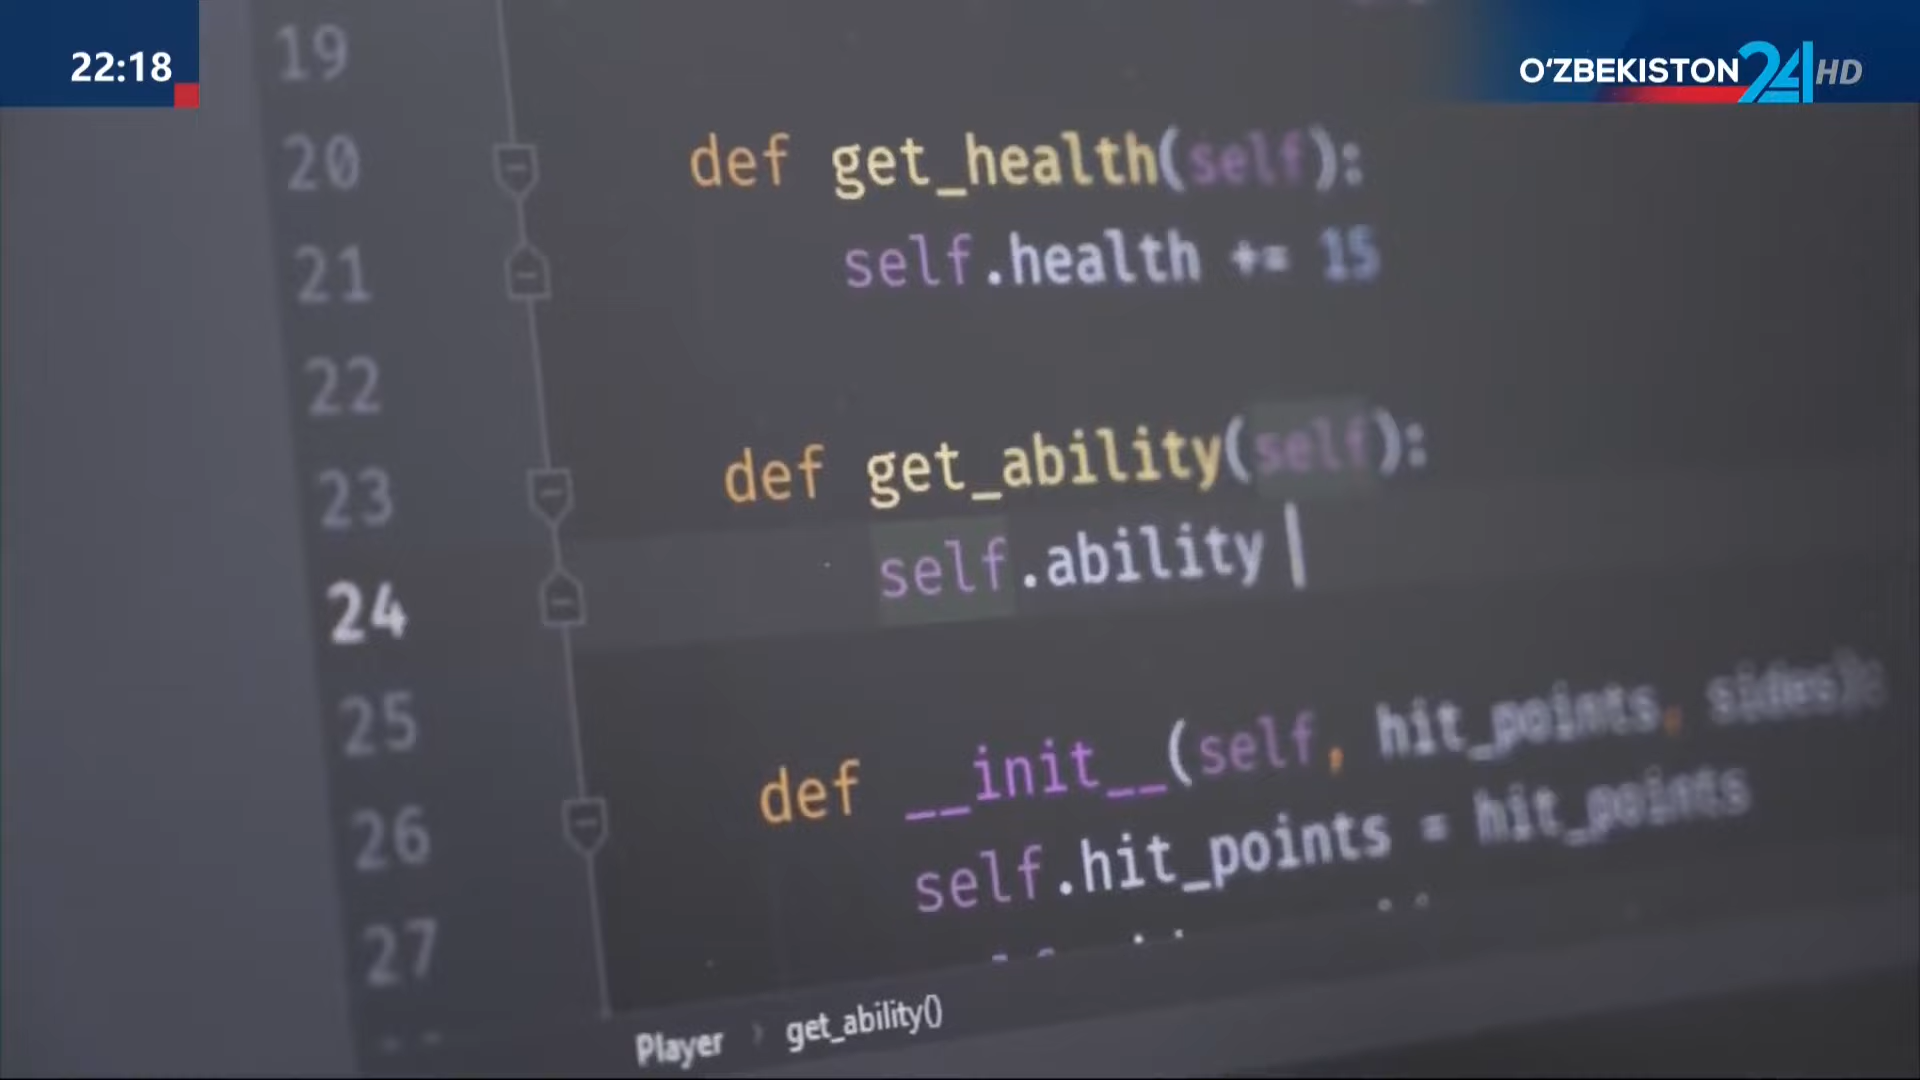 22:18
O‘ZBEKISTON 24 HD
19
20 def get_health(self):
21 self.health += 15
22
23 def get_ability(self):
24 self.ability
25
26 def __init__(self, hit_points, sides):
27 self.hit_points = hit_points
Player get_ability()